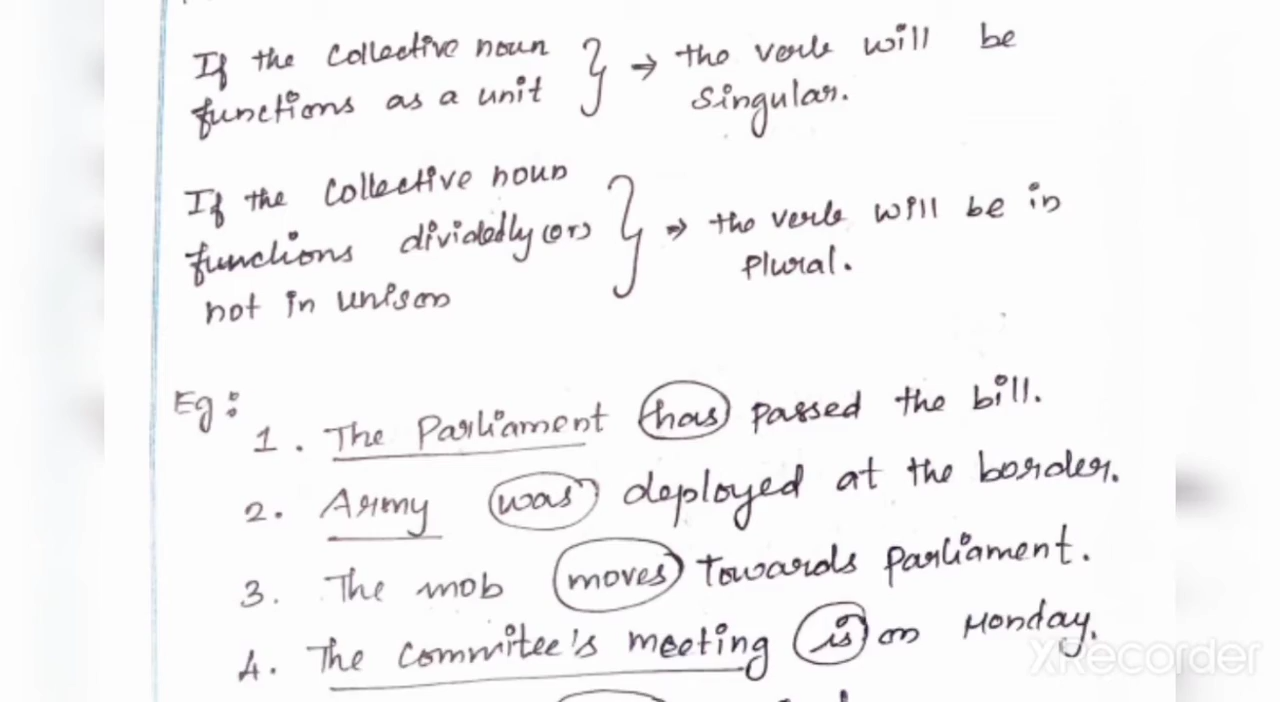 If the Collective noun
functions as a unit
→ the verb will be
singular.
If the Collective noun
functions dividedly (or)
not in unison
→ the verb will be in
plural.
Eg:
1. The Parliament has passed the bill.
2. Army was deployed at the border.
3. The mob moves Towards parliament.
4. The commitee's meeting is on Monday.
XRecorder